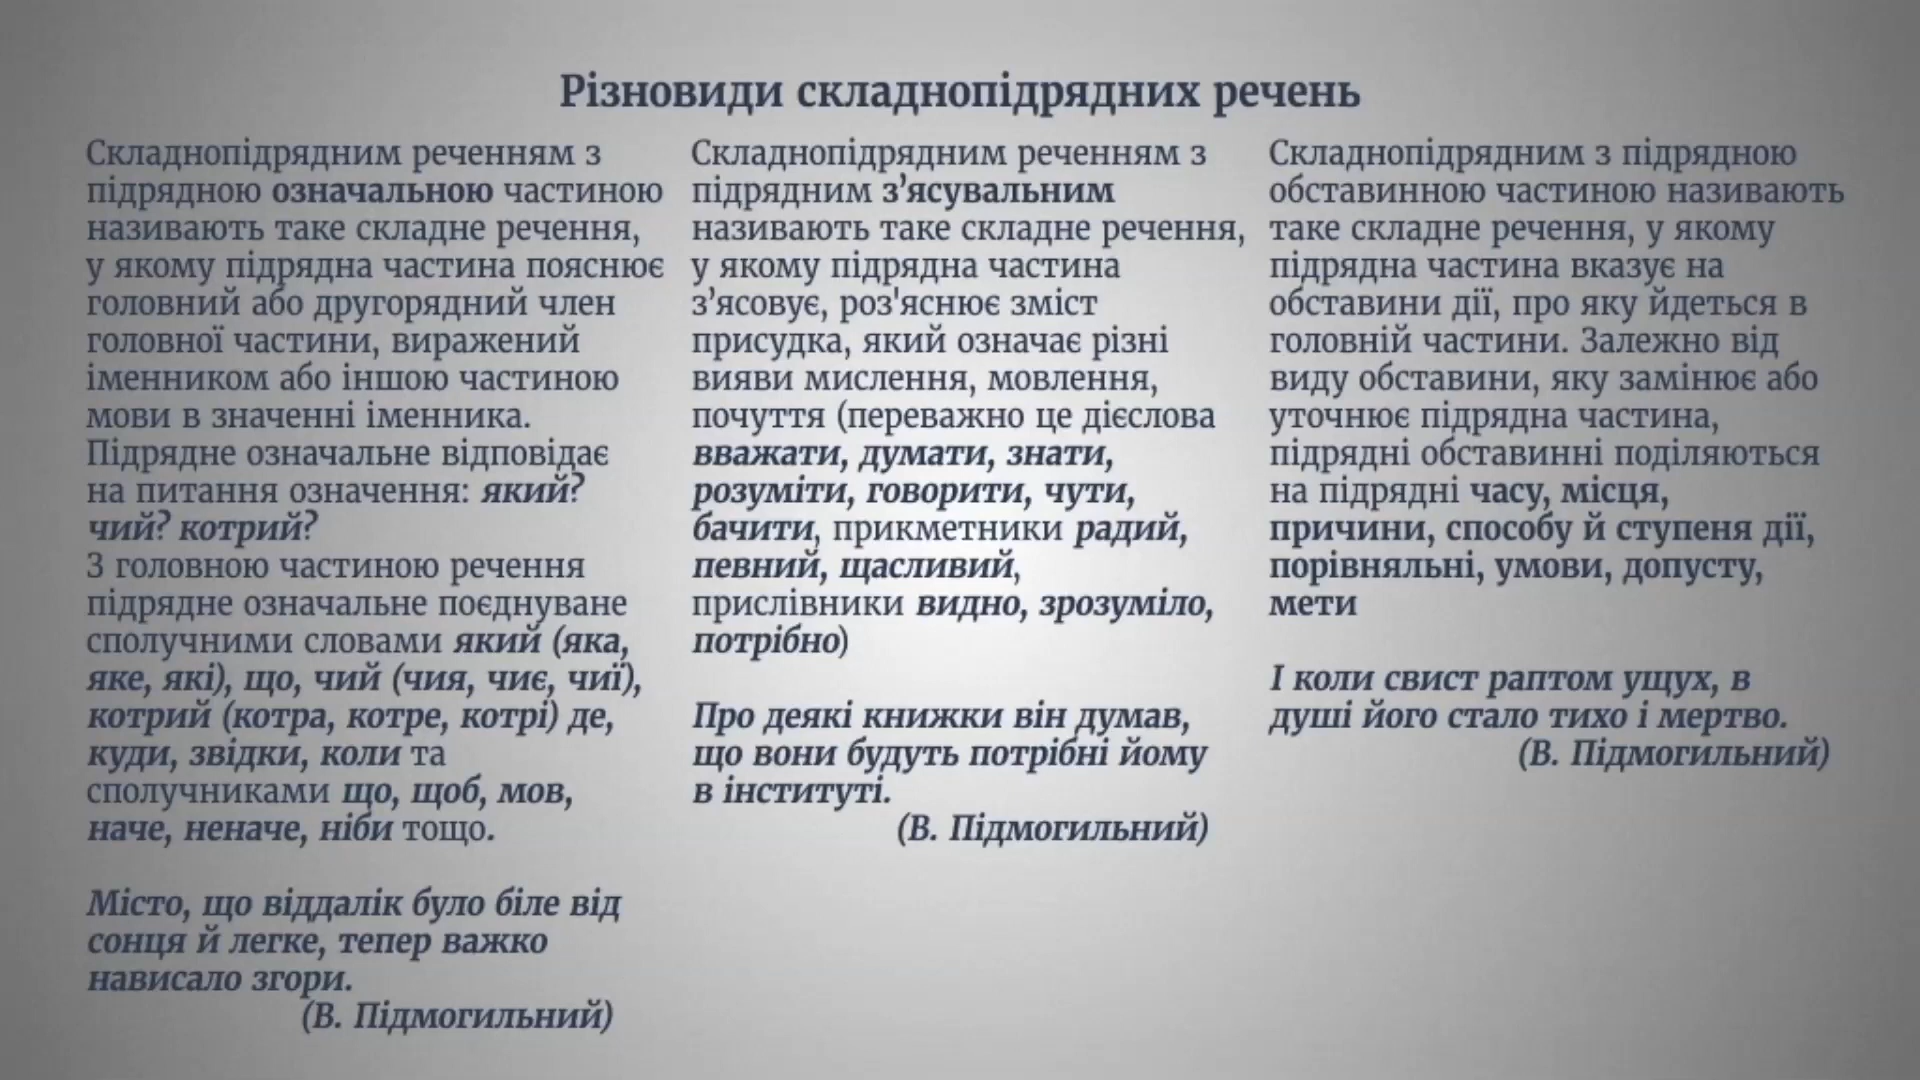 Різновиди складнопідрядних речень
Складнопідрядним реченням з
підрядною означальною частиною
називають таке складне речення,
у якому підрядна частина пояснює
головний або другорядний член
головної частини, виражений
іменником або іншою частиною
мови в значенні іменника.
Підрядне означальне відповідає
на питання означення: який?
чий? котрий?
З головною частиною речення
підрядне означальне поєднуване
сполучними словами який (яка,
яке, які), що, чий (чия, чиє, чиї),
котрий (котра, котре, котрі) де,
куди, звідки, коли та
сполучниками що, щоб, мов,
наче, неначе, ніби тощо.
Місто, що віддалік було біле від
сонця й легке, тепер важко
нависало згори.
(В. Підмогильний)
Складнопідрядним реченням з
підрядним з’ясувальним
називають таке складне речення,
у якому підрядна частина
з’ясовує, роз'яснює зміст
присудка, який означає різні
вияви мислення, мовлення,
почуття (переважно це дієслова
вважати, думати, знати,
розуміти, говорити, чути,
бачити, прикметники радий,
певний, щасливий,
прислівники видно, зрозуміло,
потрібно)
Про деякі книжки він думав,
що вони будуть потрібні йому
в інституті.
(В. Підмогильний)
Складнопідрядним з підрядною
обставинною частиною називають
таке складне речення, у якому
підрядна частина вказує на
обставини дії, про яку йдеться в
головній частини. Залежно від
виду обставини, яку замінює або
уточнює підрядна частина,
підрядні обставинні поділяються
на підрядні часу, місця,
причини, способу й ступеня дії,
порівняльні, умови, допусту,
мети
І коли свист раптом ущух, в
душі його стало тихо і мертво.
(В. Підмогильний)